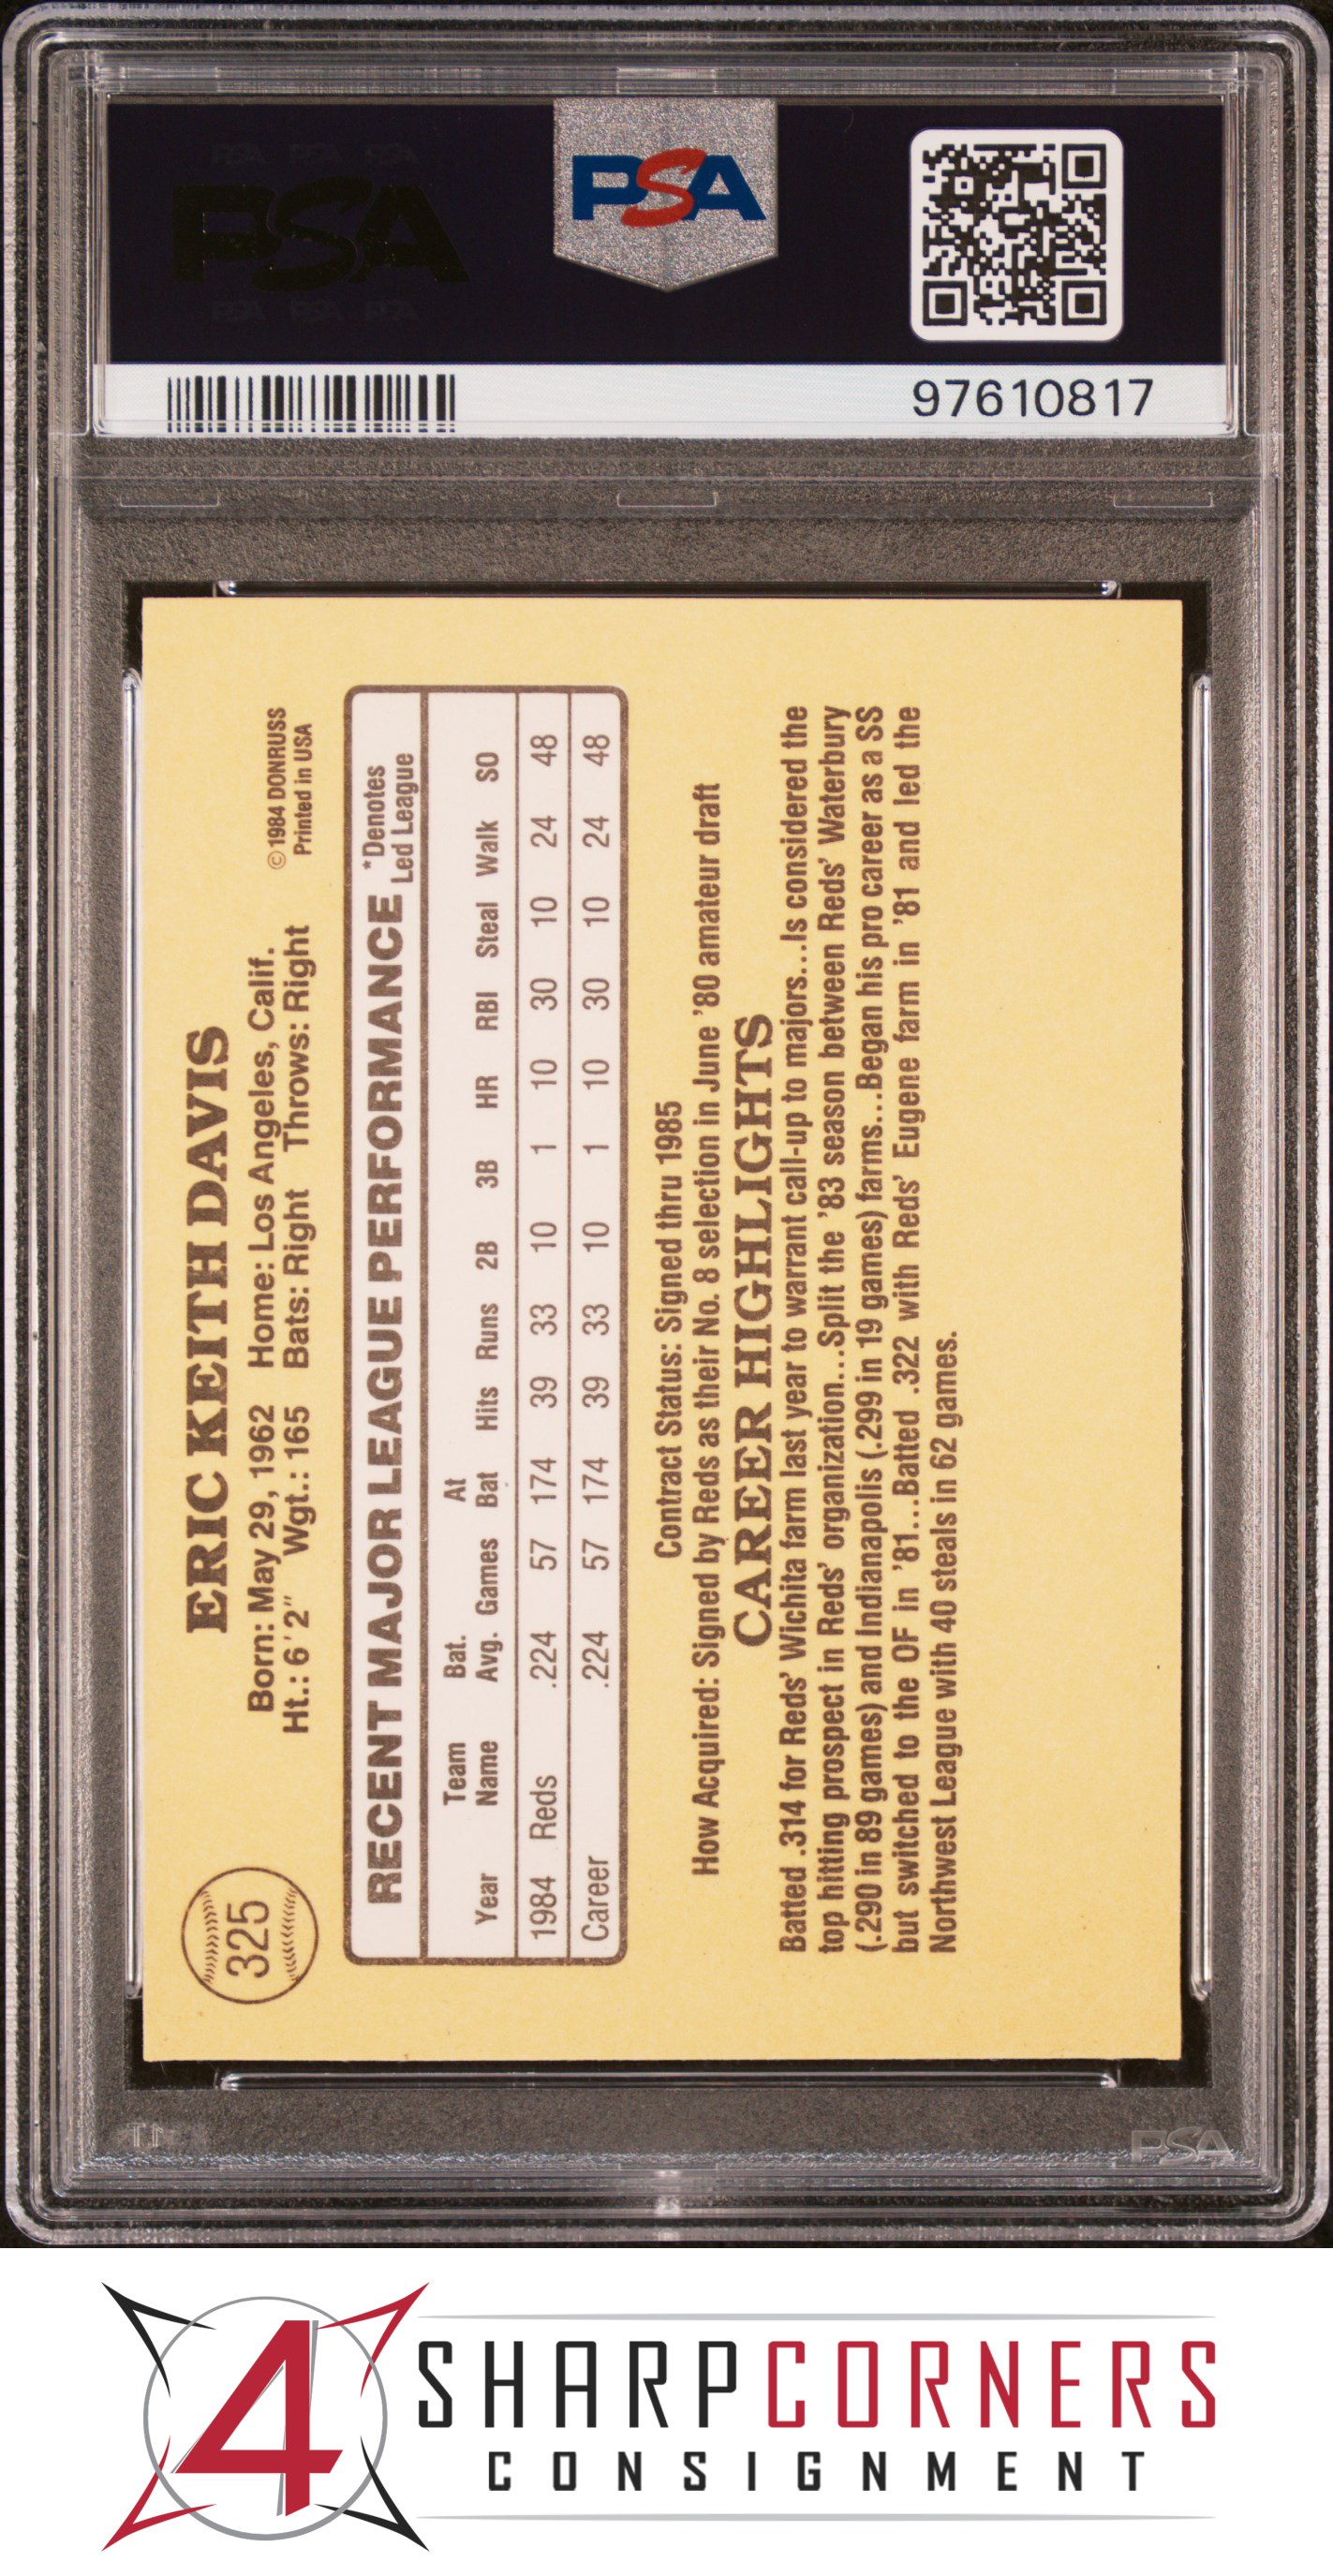 PSA PSA PSA
PSA
PSA PSA PSA
PSA
97610817
325
ERIC KEITH DAVIS
Born: May 29, 1962 Home: Los Angeles, Calif.
Ht.: 6'2" Wgt.: 165 Bats: Right Throws: Right
© 1984 DONRUSS
Printed in USA
RECENT MAJOR LEAGUE PERFORMANCE *Denotes Led League
Year Team Name Bat. Avg. Games At Bat Hits Runs 2B 3B HR RBI Steal Walk SO
1984 Reds .224 57 174 39 33 10 1 10 30 10 24 48
Career .224 57 174 39 33 10 1 10 30 10 24 48
Contract Status: Signed thru 1985
How Acquired: Signed by Reds as their No. 8 selection in June '80 amateur draft
CAREER HIGHLIGHTS
Batted .314 for Reds' Wichita farm last year to warrant call-up to majors...Is considered the
top hitting prospect in Reds' organization...Split the '83 season between Reds' Waterbury
(.290 in 89 games) and Indianapolis (.299 in 19 games) farms...Began his pro career as a SS
but switched to the OF in '81...Batted .322 with Reds' Eugene farm in '81 and led the
Northwest League with 40 steals in 62 games.
PSA
4
SHARPCORNERS
CONSIGNMENT